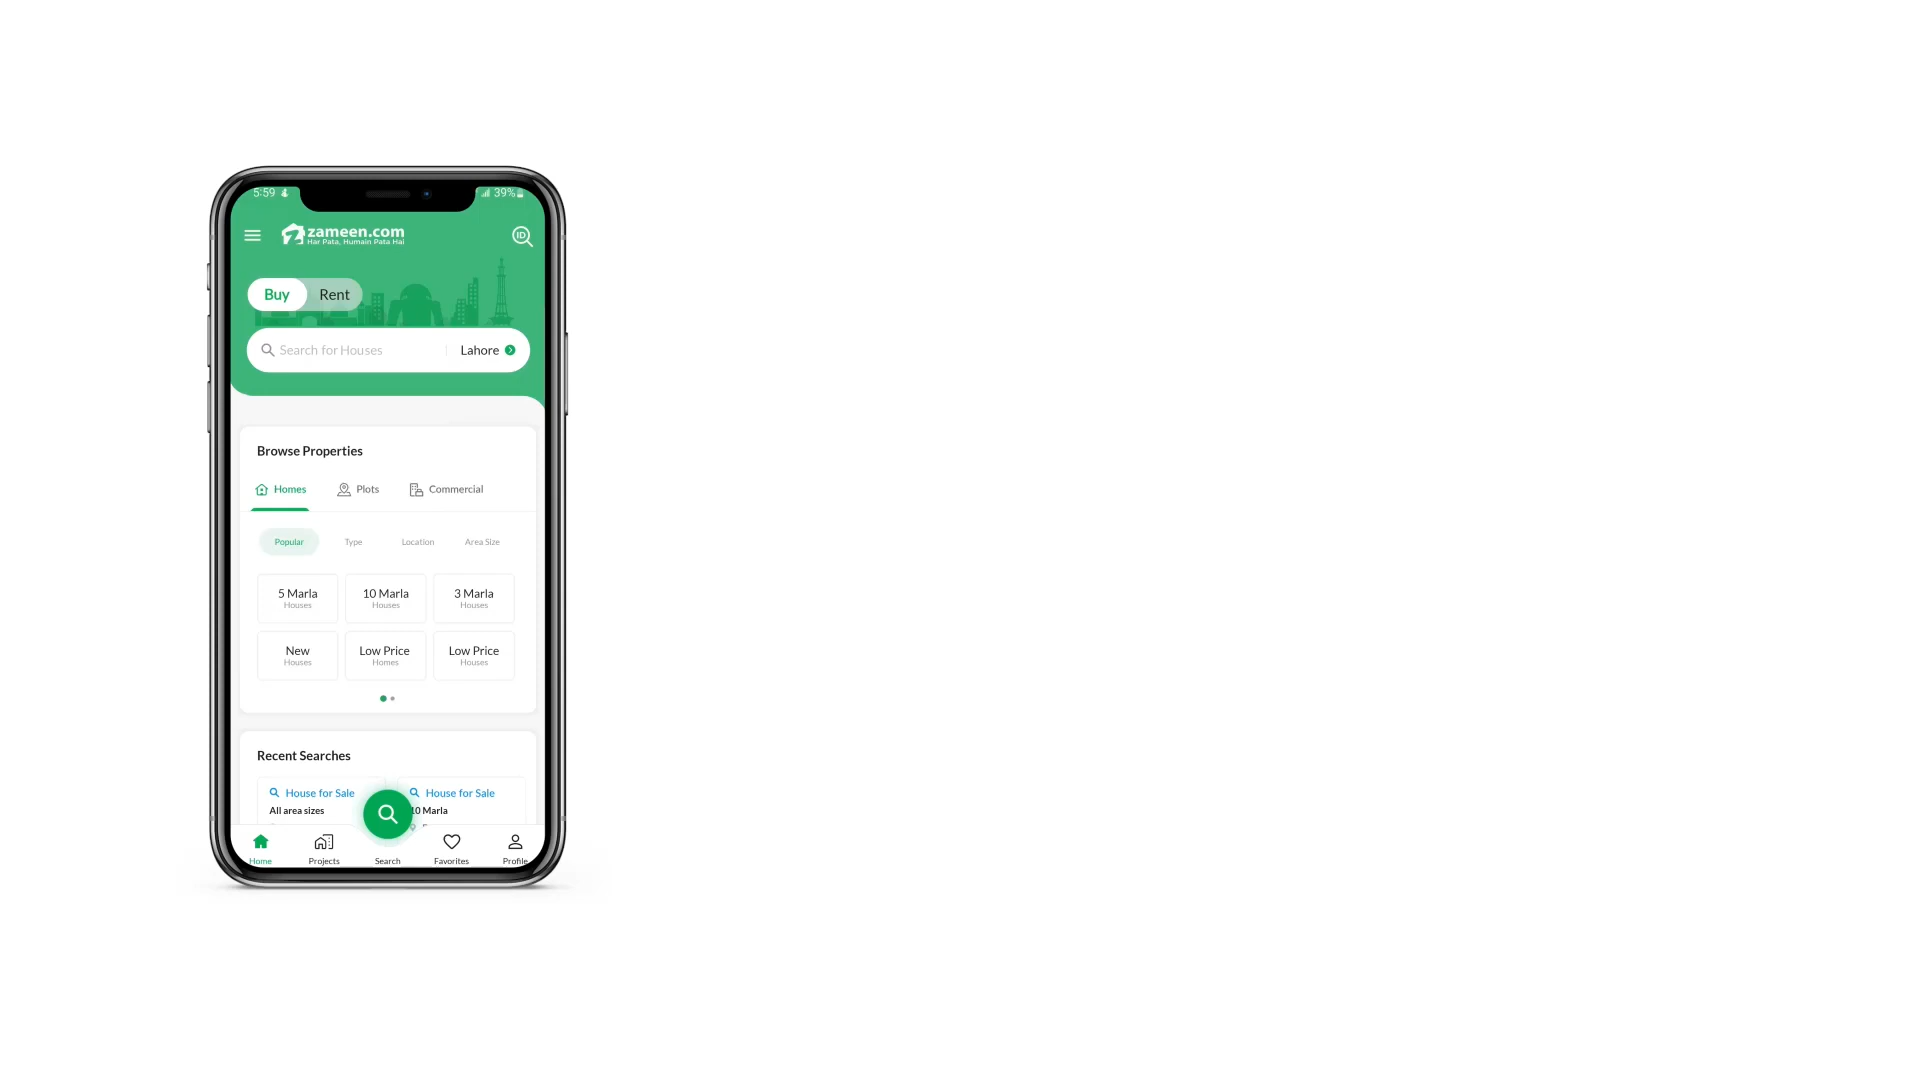 5:59
39%
zameen.com
Har Pata, Humain Pata Hai
ID
Buy
Rent
Search for Houses
Lahore
Browse Properties
Homes
Plots
Commercial
Popular
Type
Location
Area Size
5 Marla
Houses
10 Marla
Houses
3 Marla
Houses
New
Houses
Low Price
Homes
Low Price
Houses
Recent Searches
House for Sale
All area sizes
House for Sale
10 Marla
Home
Projects
Search
Favorites
Profile